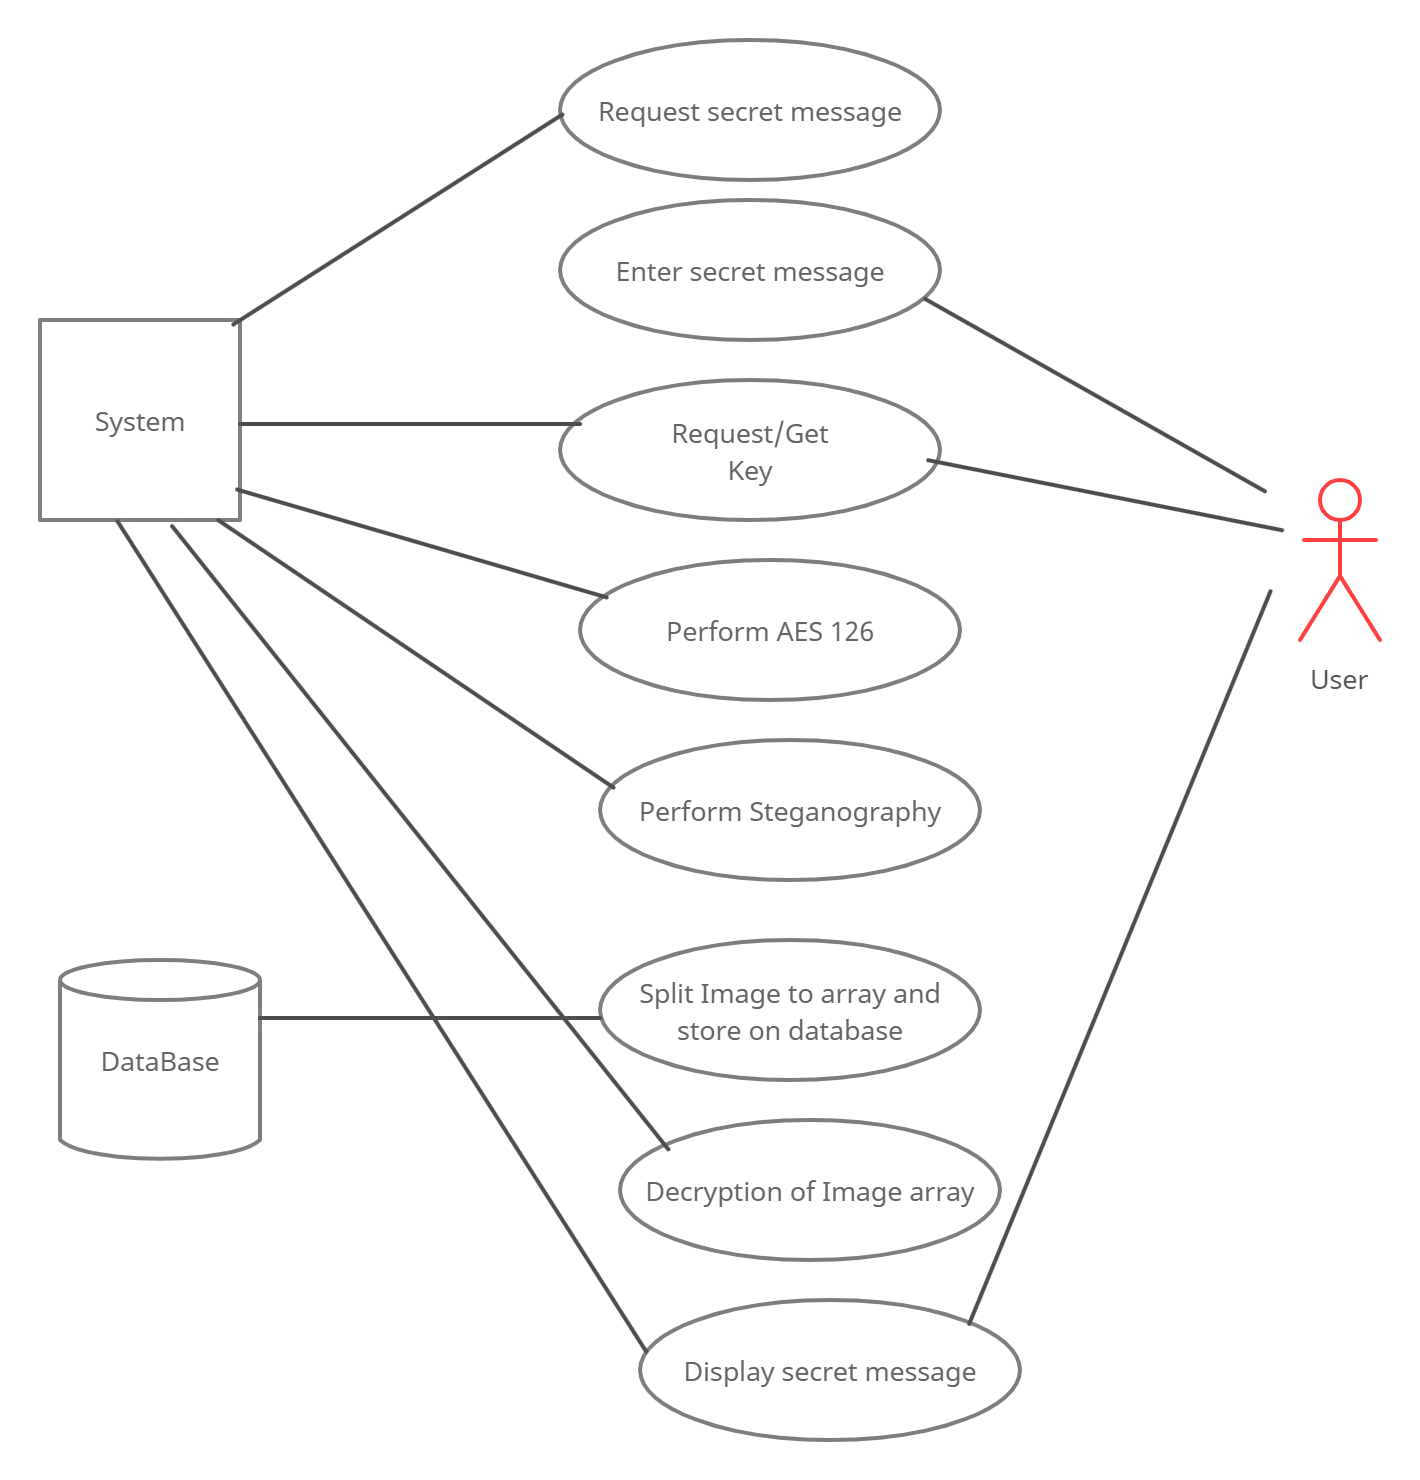 Request secret message
Enter secret message
System
Request/Get
Key
Perform AES 126
User
Perform Steganography
Split Image to array and
store on database
DataBase
Decryption of Image array
Display secret message